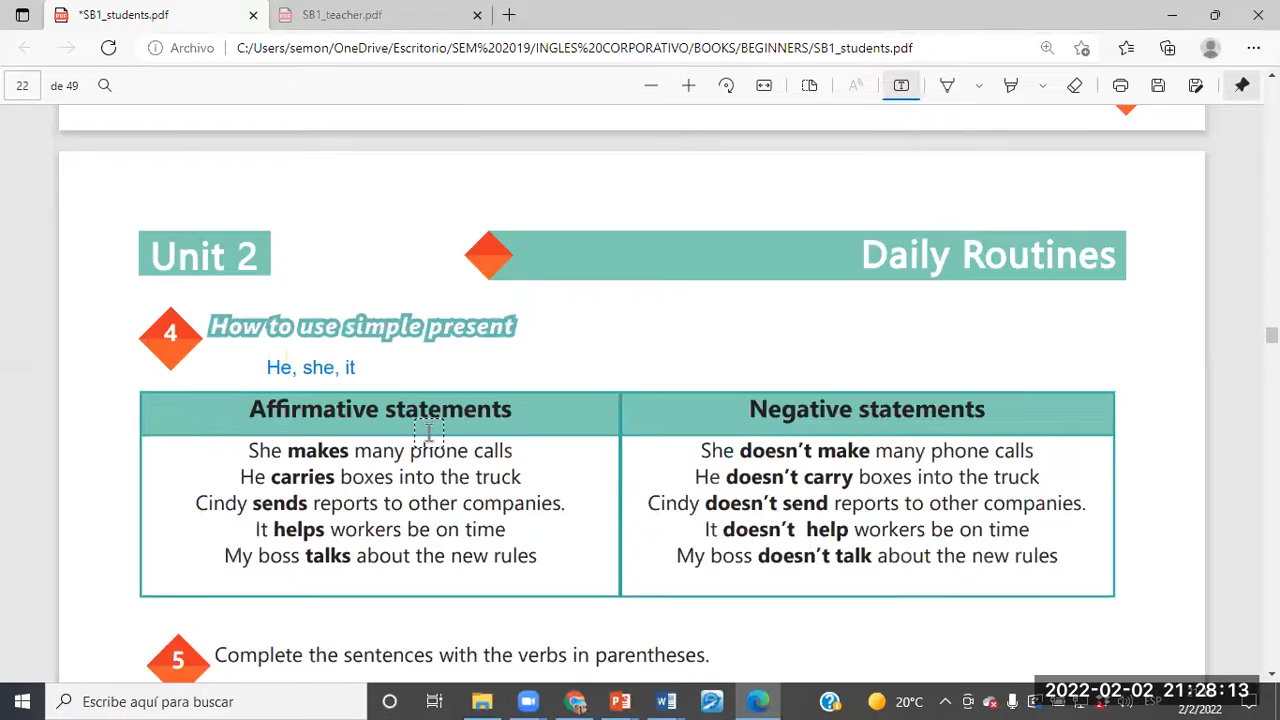 *SB1_students.pdf
SB1_teacher.pdf
Archivo
C:/Users/semon/OneDrive/Escritorio/SEM%202019/INGLES%20CORPORATIVO/BOOKS/BEGINNERS/SB1_students.pdf
22 de 49
Unit 2
Daily Routines
4 How to use simple present
He, she, it
Affirmative statements
She makes many phone calls
He carries boxes into the truck
Cindy sends reports to other companies.
It helps workers be on time
My boss talks about the new rules
Negative statements
She doesn't make many phone calls
He doesn't carry boxes into the truck
Cindy doesn't send reports to other companies.
It doesn't help workers be on time
My boss doesn't talk about the new rules
5 Complete the sentences with the verbs in parentheses.
Escribe aquí para buscar
20°C
ESP
2022-02-02 21:28:13
2/2/2022